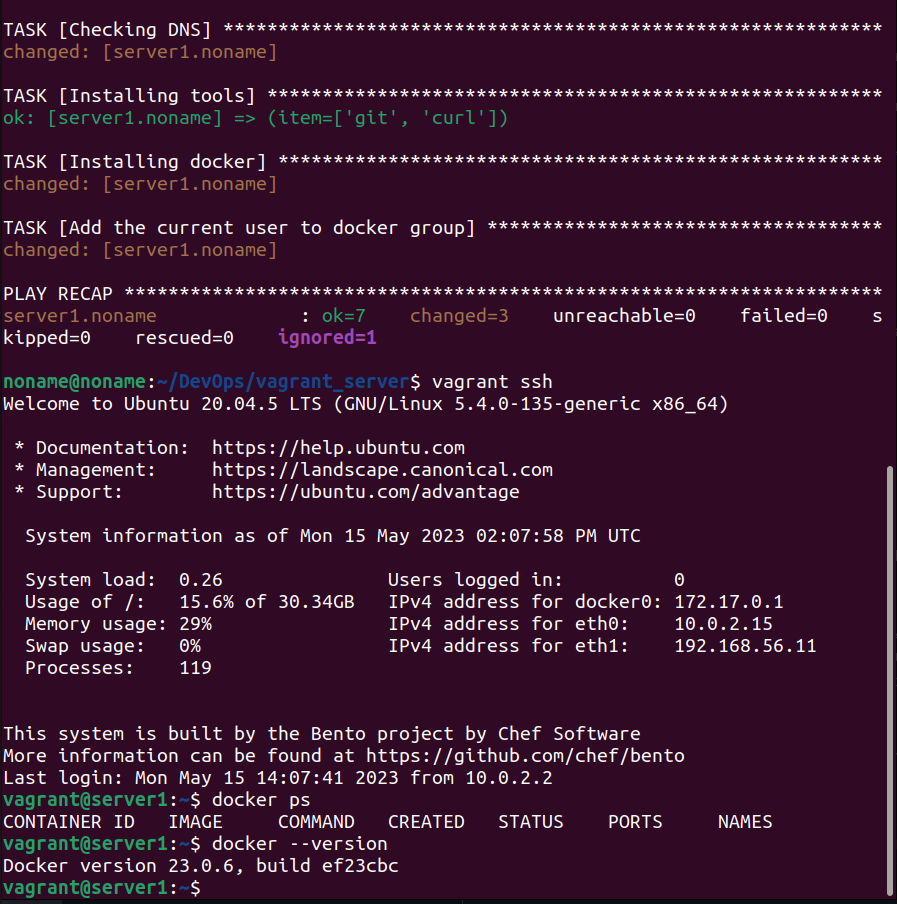 TASK [Checking DNS] ************************************************************
changed: [server1.noname]
TASK [Installing tools] ********************************************************
ok: [server1.noname] => (item=['git', 'curl'])
TASK [Installing docker] *******************************************************
changed: [server1.noname]
TASK [Add the current user to docker group] ************************************
changed: [server1.noname]
PLAY RECAP *********************************************************************
server1.noname             : ok=7    changed=3    unreachable=0    failed=0    s
kipped=0    rescued=0    ignored=1
noname@noname:~/DevOps/vagrant_server$ vagrant ssh
Welcome to Ubuntu 20.04.5 LTS (GNU/Linux 5.4.0-135-generic x86_64)
 * Documentation:  https://help.ubuntu.com
 * Management:     https://landscape.canonical.com
 * Support:        https://ubuntu.com/advantage
  System information as of Mon 15 May 2023 02:07:58 PM UTC
  System load:  0.26               Users logged in:          0
  Usage of /:   15.6% of 30.34GB   IPv4 address for docker0: 172.17.0.1
  Memory usage: 29%                IPv4 address for eth0:    10.0.2.15
  Swap usage:   0%                 IPv4 address for eth1:    192.168.56.11
  Processes:    119
This system is built by the Bento project by Chef Software
More information can be found at https://github.com/chef/bento
Last login: Mon May 15 14:07:41 2023 from 10.0.2.2
vagrant@server1:~$ docker ps
CONTAINER ID   IMAGE     COMMAND   CREATED   STATUS    PORTS     NAMES
vagrant@server1:~$ docker --version
Docker version 23.0.6, build ef23cbc
vagrant@server1:~$